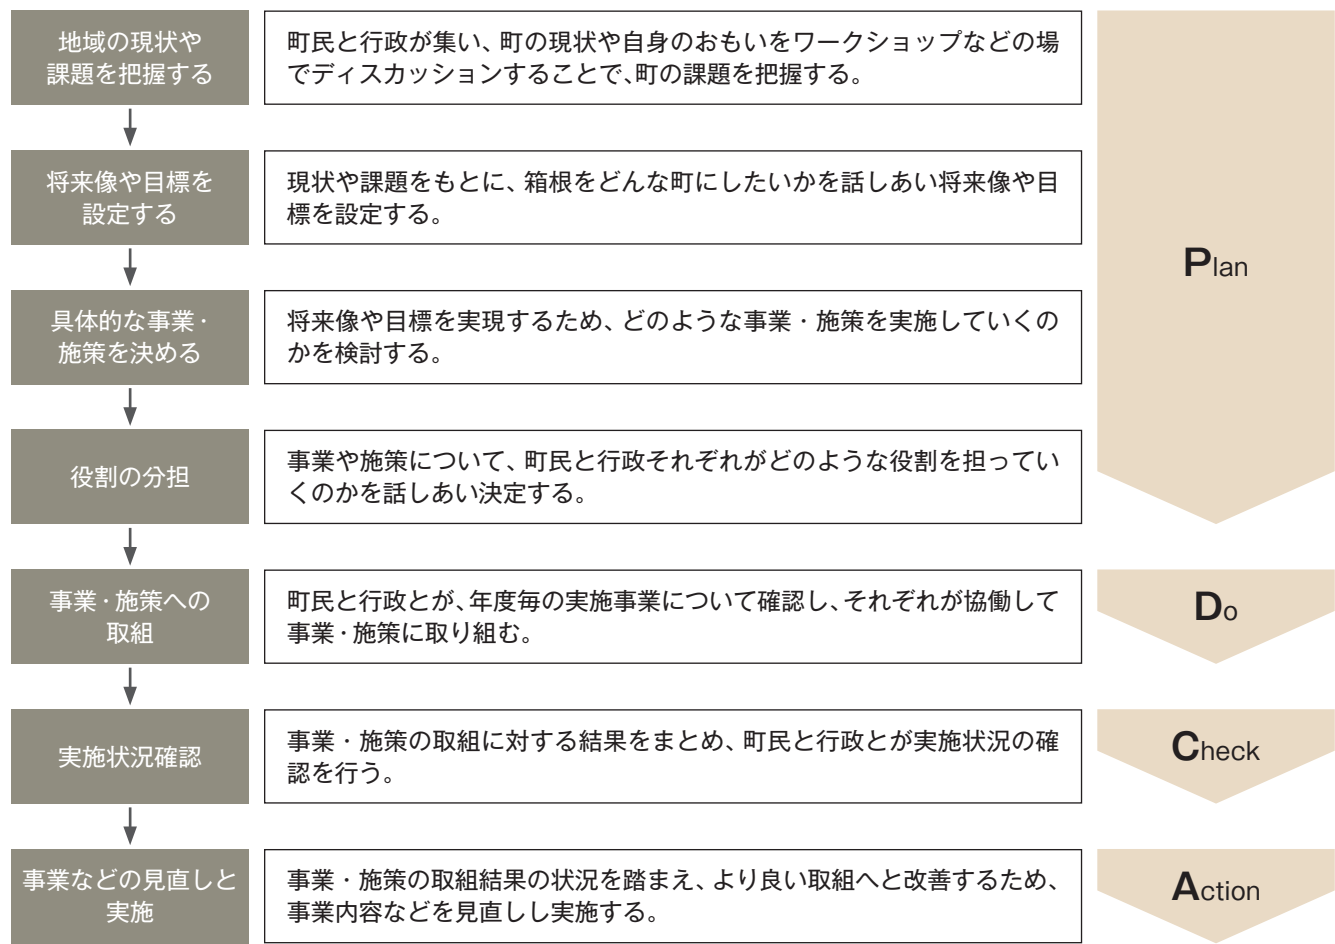 地域の現状や
課題を把握する
町民と行政が集い、町の現状や自身のおもいをワークショップなどの場
でディスカッションすることで、町の課題を把握する。
将来像や目標を
設定する
現状や課題をもとに、箱根をどんな町にしたいかを話しあい将来像や目
標を設定する。
具体的な事業・
施策を決める
将来像や目標を実現するため、どのような事業・施策を実施していくの
かを検討する。
役割の分担
事業や施策について、町民と行政それぞれがどのような役割を担ってい
くのかを話しあい決定する。
Plan
事業・施策への
取組
町民と行政とが、年度毎の実施事業について確認し、それぞれが協働して
事業・施策に取り組む。
Do
実施状況確認
事業・施策の取組に対する結果をまとめ、町民と行政とが実施状況の確
認を行う。
Check
事業などの見直しと
実施
事業・施策の取組結果の状況を踏まえ、より良い取組へと改善するため、
事業内容などを見直しし実施する。
Action